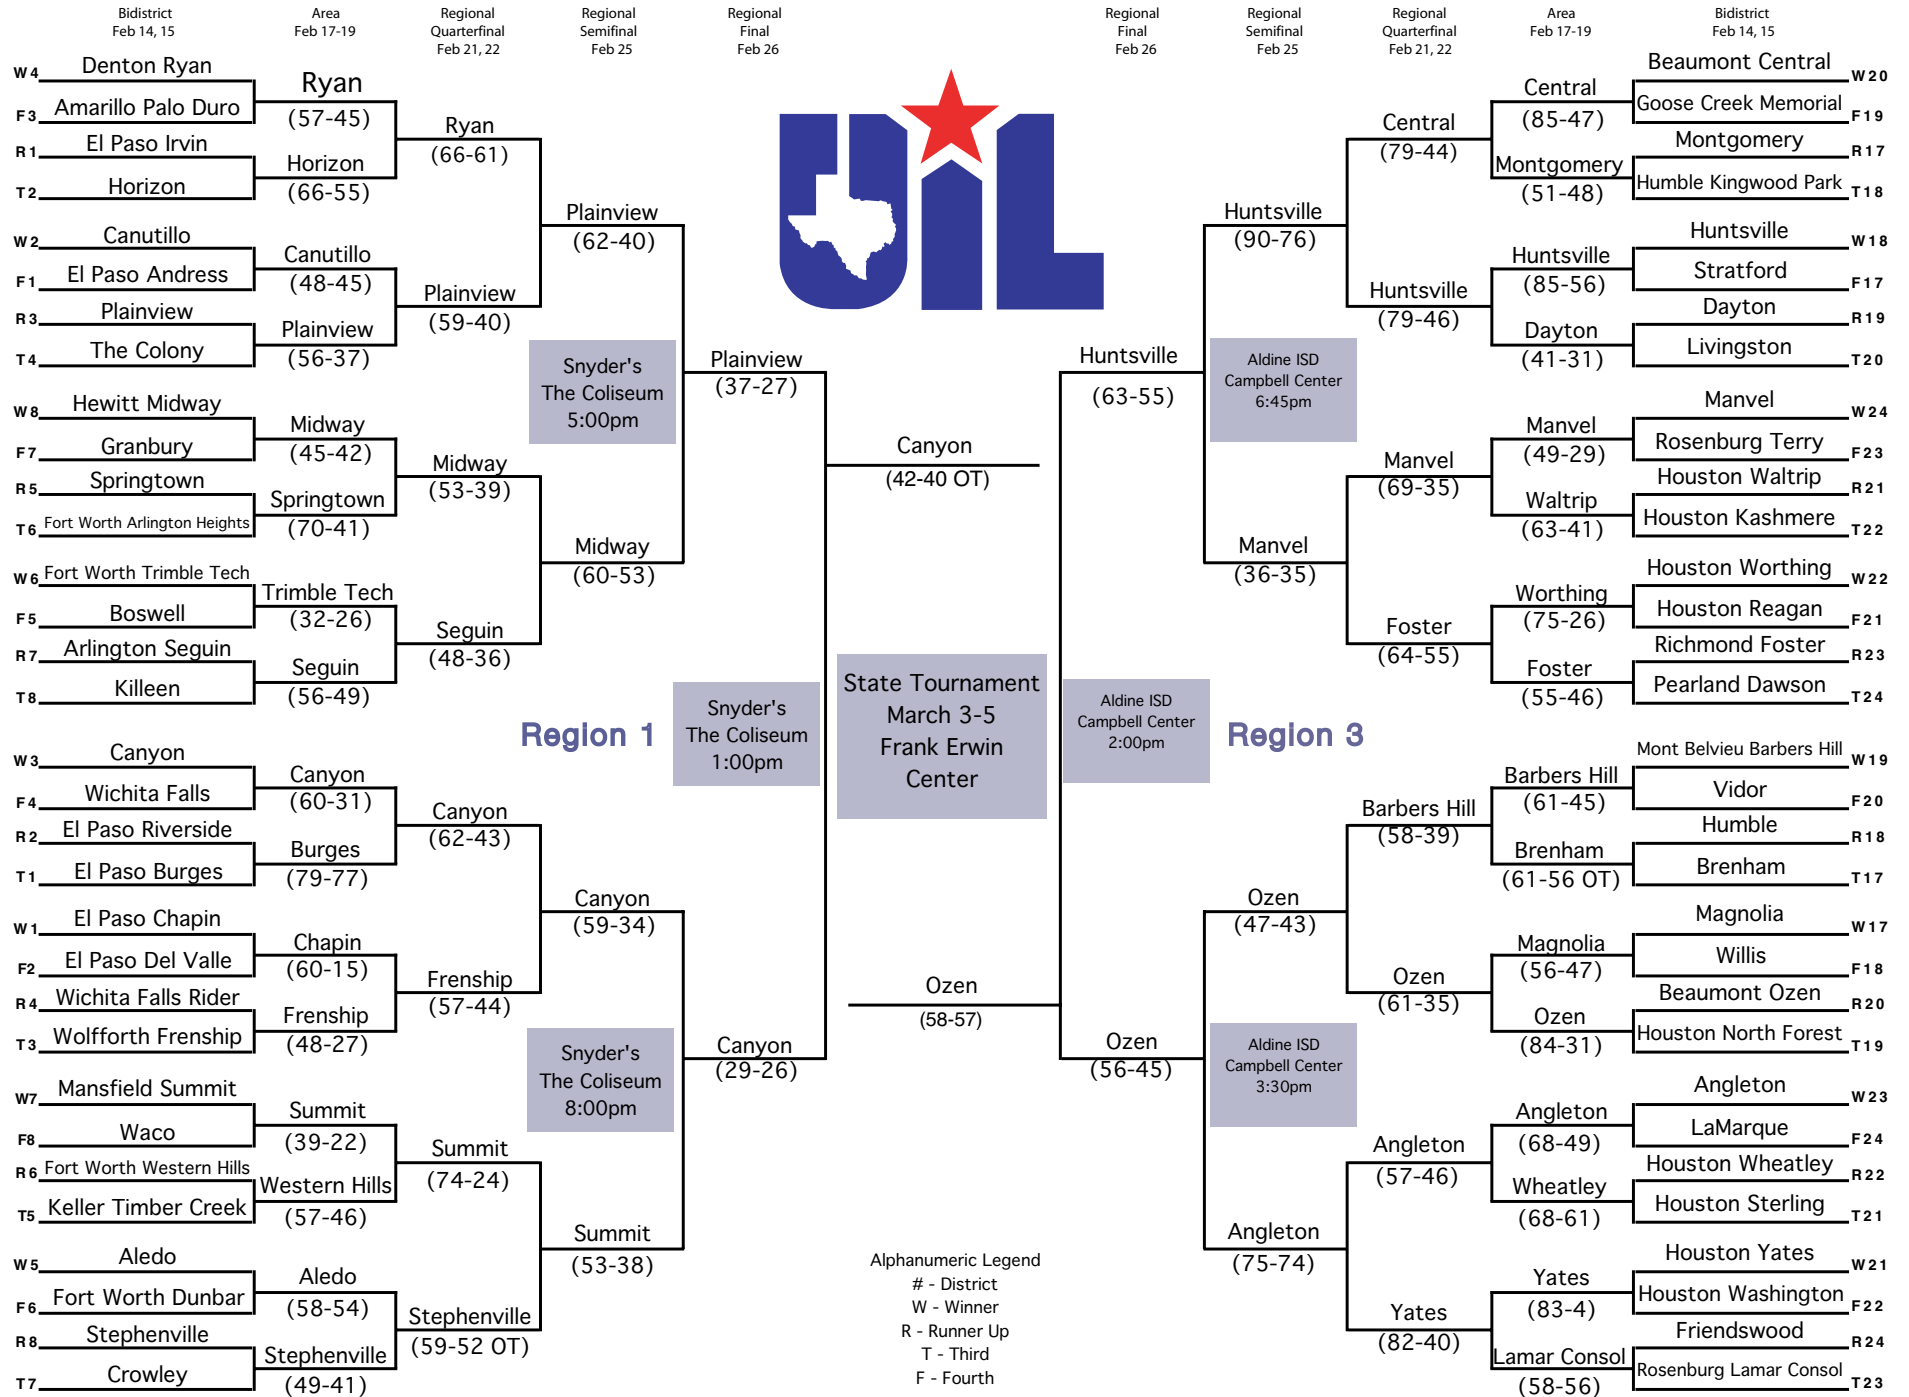 Bidistrict
Feb 14, 15
Area
Feb 17-19
Regional
Quarterfinal
Feb 21, 22
Regional
Semifinal
Feb 25
Regional
Final
Feb 26
Regional
Final
Feb 26
Regional
Semifinal
Feb 25
Regional
Quarterfinal
Feb 21, 22
Area
Feb 17-19
Bidistrict
Feb 14, 15
UIL
W4 Denton Ryan
F3 Amarillo Palo Duro
R1 El Paso Irvin
T2 Horizon
W2 Canutillo
F1 El Paso Andress
R3 Plainview
T4 The Colony
W8 Hewitt Midway
F7 Granbury
R5 Springtown
T6 Fort Worth Arlington Heights
W6 Fort Worth Trimble Tech
F5 Boswell
R7 Arlington Seguin
T8 Killeen
W3 Canyon
F4 Wichita Falls
R2 El Paso Riverside
T1 El Paso Burges
W1 El Paso Chapin
F2 El Paso Del Valle
R4 Wichita Falls Rider
T3 Wolfforth Frenship
W7 Mansfield Summit
F8 Waco
R6 Fort Worth Western Hills
T5 Keller Timber Creek
W5 Aledo
F6 Fort Worth Dunbar
R8 Stephenville
T7 Crowley
Ryan
(57-45)
Horizon
(66-55)
Canutillo
(48-45)
Plainview
(56-37)
Midway
(45-42)
Springtown
(70-41)
Trimble Tech
(32-26)
Seguin
(56-49)
Canyon
(60-31)
Burges
(79-77)
Chapin
(60-15)
Frenship
(48-27)
Summit
(39-22)
Western Hills
(57-46)
Aledo
(58-54)
Stephenville
(49-41)
Ryan
(66-61)
Plainview
(59-40)
Midway
(53-39)
Seguin
(48-36)
Canyon
(62-43)
Frenship
(57-44)
Summit
(74-24)
Stephenville
(59-52 OT)
Plainview
(62-40)
Snyder's
The Coliseum
5:00pm
Midway
(60-53)
Region 1
Canyon
(59-34)
Snyder's
The Coliseum
8:00pm
Summit
(53-38)
Plainview
(37-27)
Snyder's
The Coliseum
1:00pm
Canyon
(29-26)
Canyon
(42-40 OT)
State Tournament
March 3-5
Frank Erwin
Center
Ozen
(58-57)
Alphanumeric Legend
# - District
W - Winner
R - Runner Up
T - Third
F - Fourth
Huntsville
(63-55)
Aldine ISD
Campbell Center
2:00pm
Ozen
(56-45)
Huntsville
(90-76)
Aldine ISD
Campbell Center
6:45pm
Manvel
(36-35)
Region 3
Ozen
(47-43)
Aldine ISD
Campbell Center
3:30pm
Angleton
(75-74)
Central
(79-44)
Huntsville
(79-46)
Manvel
(69-35)
Foster
(64-55)
Barbers Hill
(58-39)
Ozen
(61-35)
Angleton
(57-46)
Yates
(82-40)
Central
(85-47)
Montgomery
(51-48)
Huntsville
(85-56)
Dayton
(41-31)
Manvel
(49-29)
Waltrip
(63-41)
Worthing
(75-26)
Foster
(55-46)
Barbers Hill
(61-45)
Brenham
(61-56 OT)
Magnolia
(56-47)
Ozen
(84-31)
Angleton
(68-49)
Wheatley
(68-61)
Yates
(83-4)
Lamar Consol
(58-56)
Beaumont Central W20
Goose Creek Memorial F19
Montgomery R17
Humble Kingwood Park T18
Huntsville W18
Stratford F17
Dayton R19
Livingston T20
Manvel W24
Rosenburg Terry F23
Houston Waltrip R21
Houston Kashmere T22
Houston Worthing W22
Houston Reagan F21
Richmond Foster R23
Pearland Dawson T24
Mont Belvieu Barbers Hill W19
Vidor F20
Humble R18
Brenham T17
Magnolia W17
Willis F18
Beaumont Ozen R20
Houston North Forest T19
Angleton W23
LaMarque F24
Houston Wheatley R22
Houston Sterling T21
Houston Yates W21
Houston Washington F22
Friendswood R24
Rosenburg Lamar Consol T23